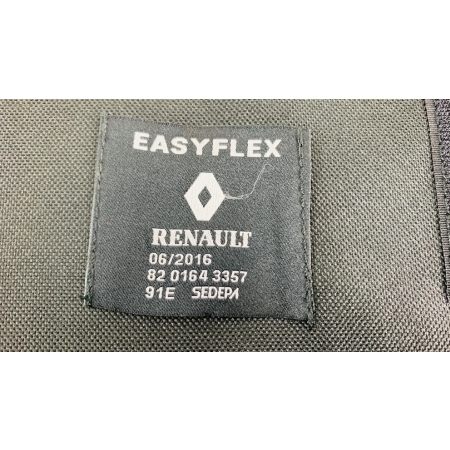 EASYFLEX
RENAULT
06/2016
82 0164 3357
91E SEDEPA